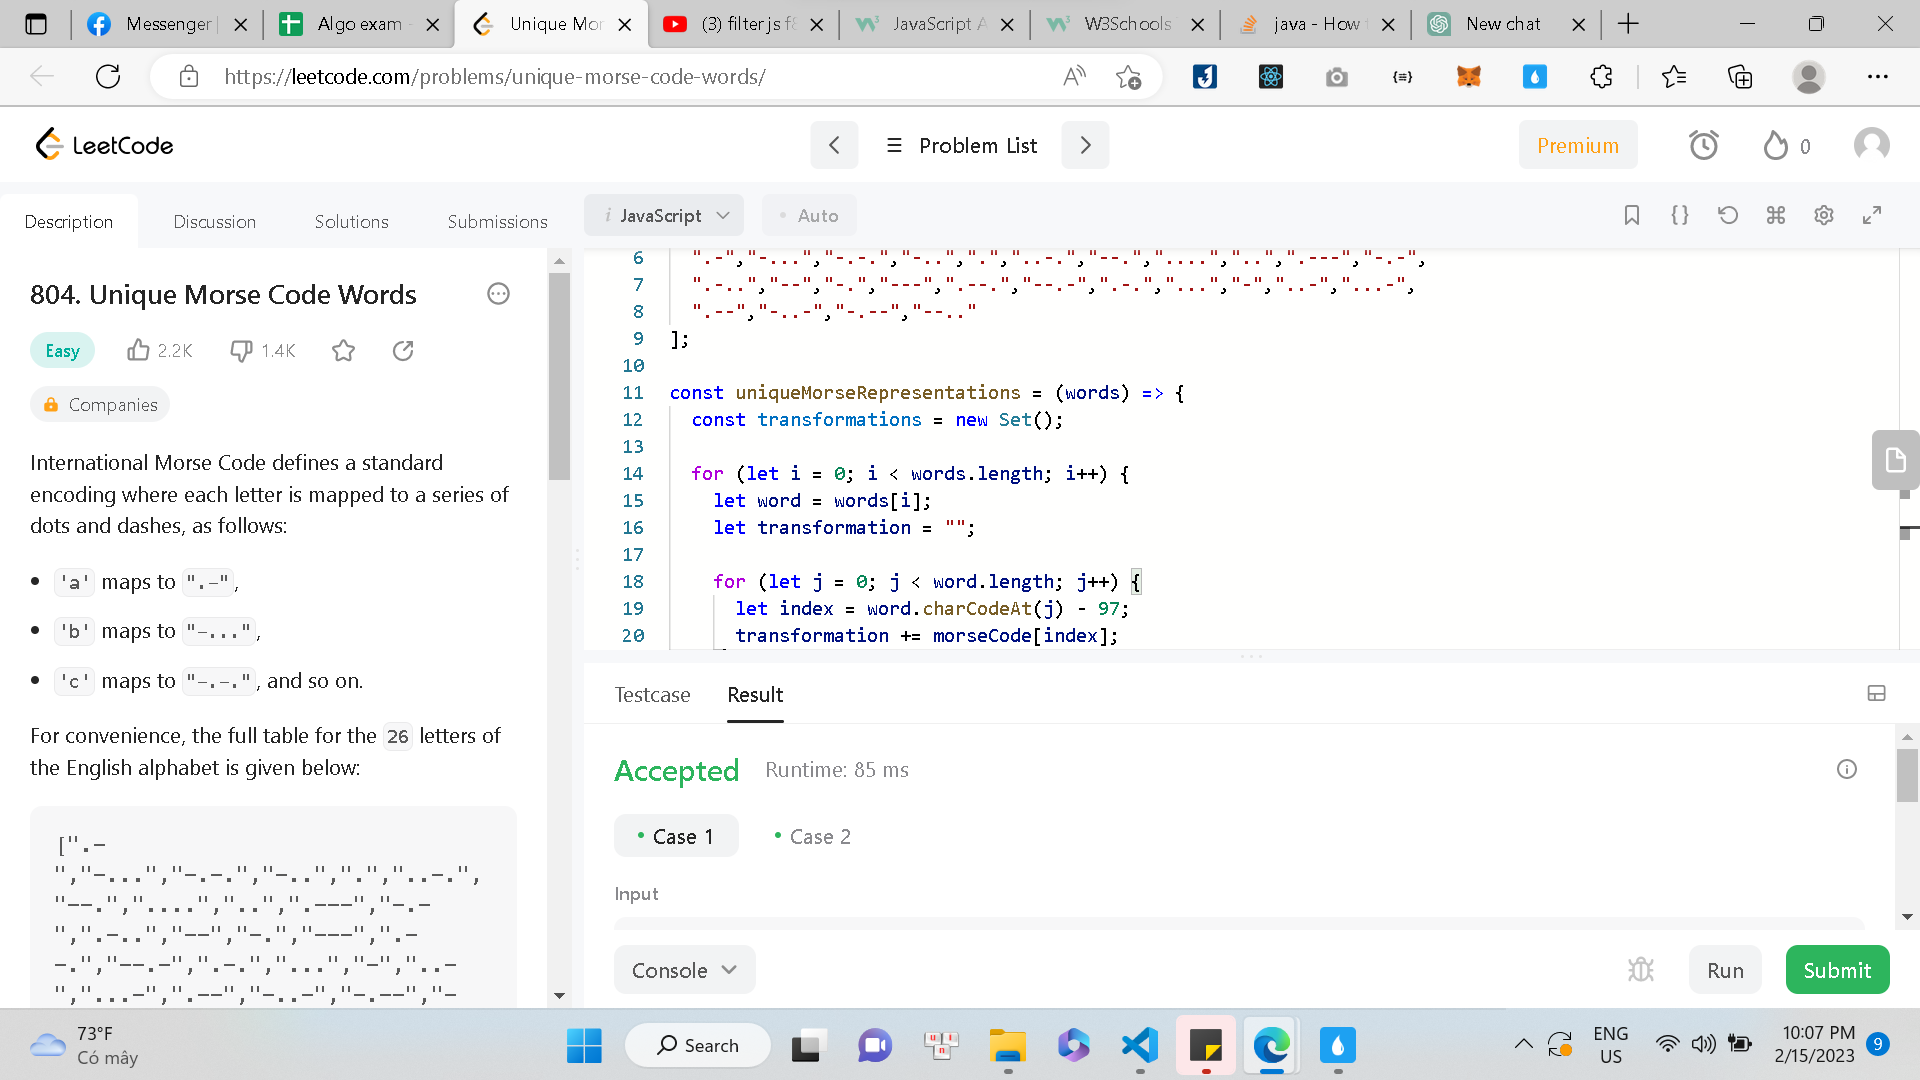 Messenger
Algo exam
Unique Mor
(3) filter js f8
JavaScript A
W3Schools
java - How
New chat
https://leetcode.com/problems/unique-morse-code-words/
LeetCode
Problem List
Premium
0
Description
Discussion
Solutions
Submissions
i JavaScript
• Auto
804. Unique Morse Code Words
Easy
2.2K
1.4K
Companies
International Morse Code defines a standard
encoding where each letter is mapped to a series of
dots and dashes, as follows:
• 'a' maps to ".-",
• 'b' maps to "-...",
• 'c' maps to "-.-.", and so on.
For convenience, the full table for the 26 letters of
the English alphabet is given below:
[".-
","-...","-.-.","-..",".","..-.",
"--.","....","..",".---","-.-
",".-..","--","-.","---",".-
-.","--.-",".-.","...","-","..-
","...-",".--","-..-","-.--","-
6 ".-","-...","-.-.","-..",".","..-.","--.","....","..",".---","-.-",
7 ".-..","--","-.","---",".--.","--.-",".-.","...","-","..-","...-",
8 ".--","-..-","-.--","--.."
9 ];
10
11 const uniqueMorseRepresentations = (words) => {
12 const transformations = new Set();
13
14 for (let i = 0; i < words.length; i++) {
15 let word = words[i];
16 let transformation = "";
17
18 for (let j = 0; j < word.length; j++) {
19 let index = word.charCodeAt(j) - 97;
20 transformation += morseCode[index];
Testcase
Result
Accepted
Runtime: 85 ms
• Case 1
• Case 2
Input
Console
Run
Submit
73°F
Có mây
Search
ENG
US
10:07 PM
2/15/2023
9